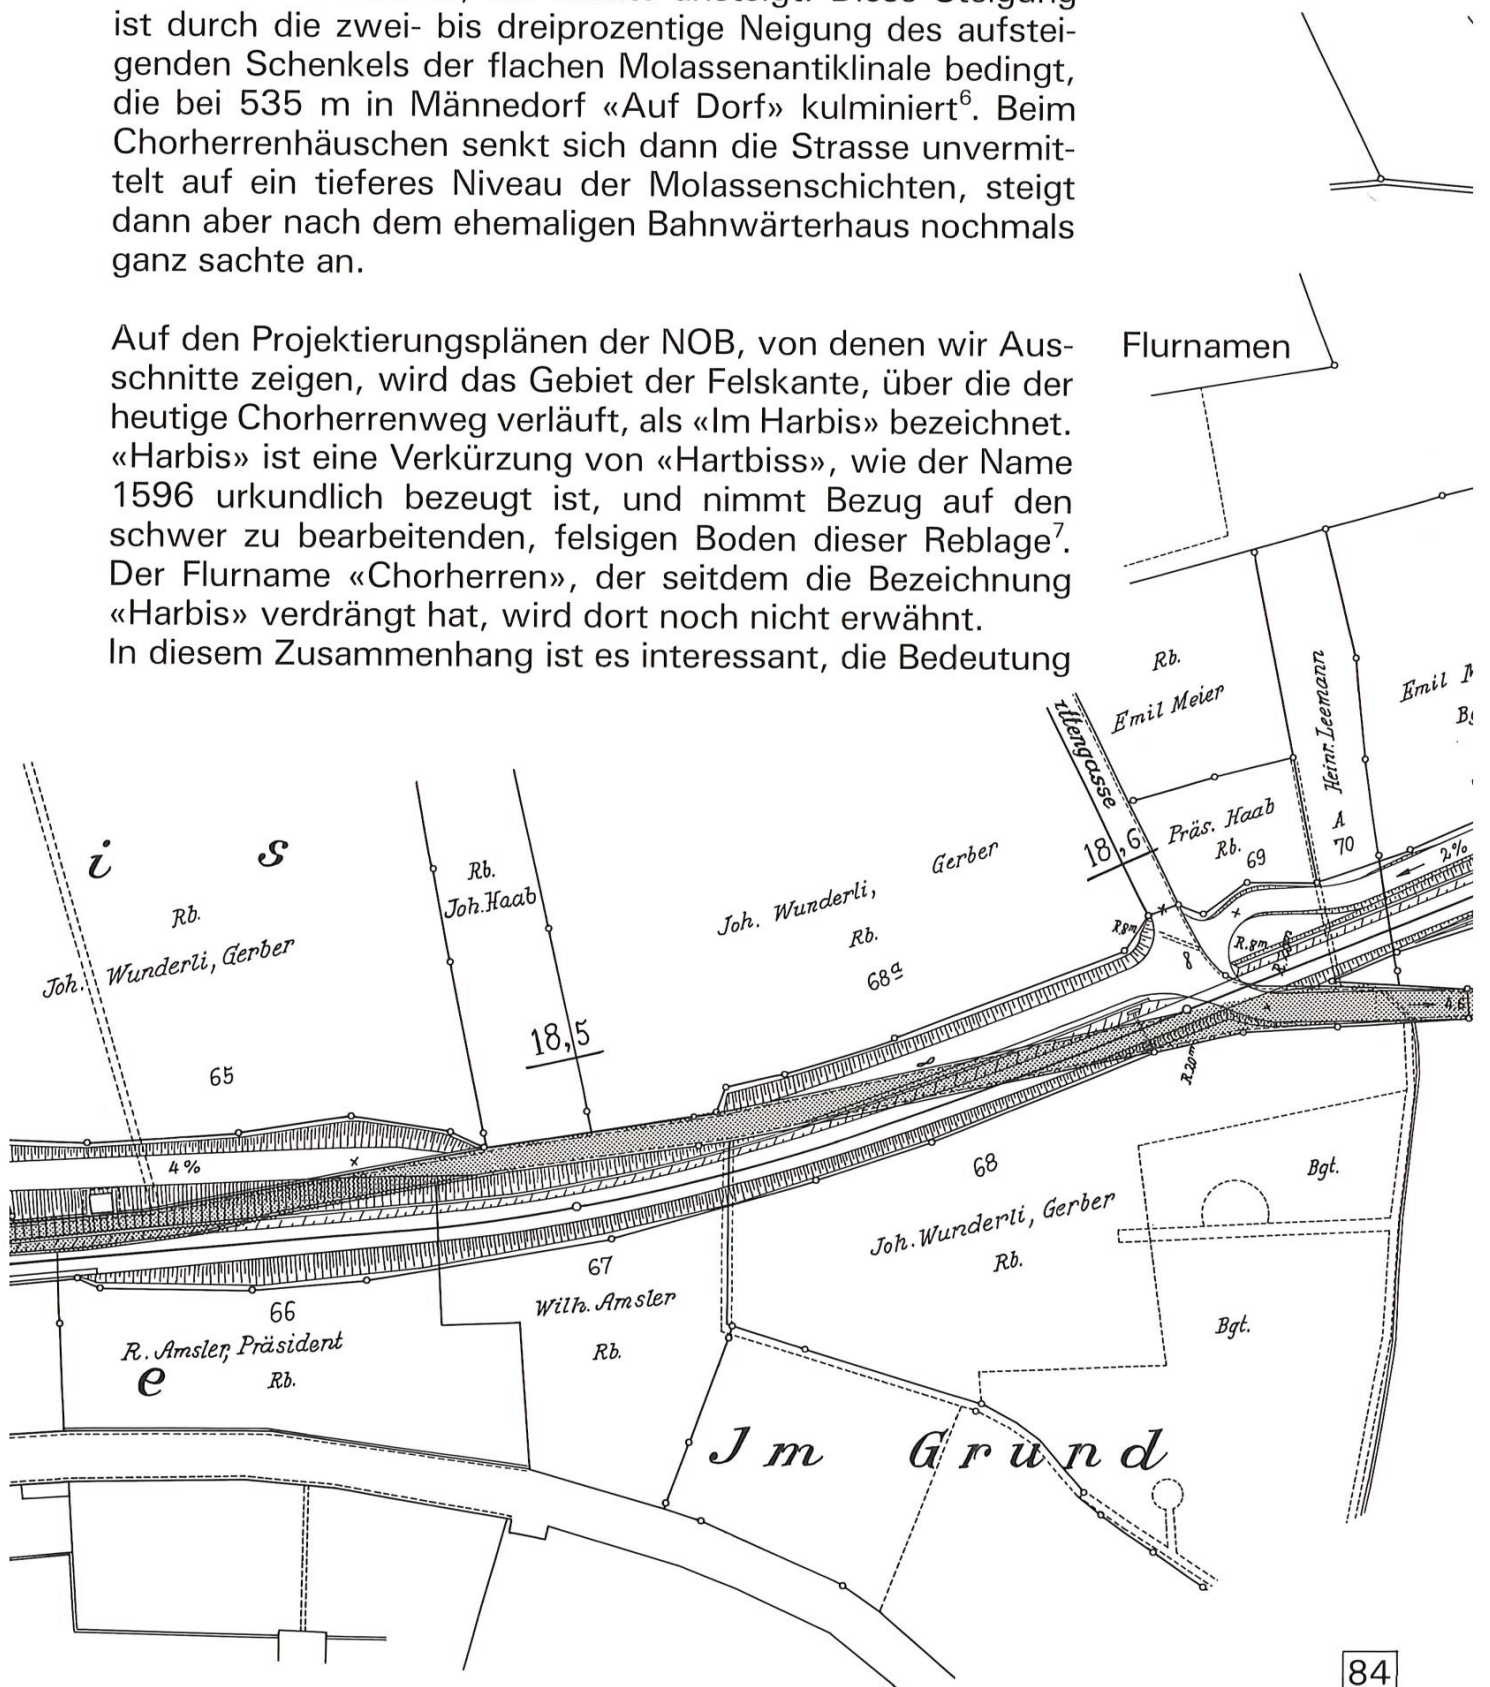 ist durch die zwei- bis dreiprozentige Neigung des aufstei-
genden Schenkels der flachen Molassenantiklinale bedingt,
die bei 535 m in Männedorf «Auf Dorf» kulminiert⁶. Beim
Chorherrenhäuschen senkt sich dann die Strasse unvermit-
telt auf ein tieferes Niveau der Molassenschichten, steigt
dann aber nach dem ehemaligen Bahnwärterhaus nochmals
ganz sachte an.
Auf den Projektierungsplänen der NOB, von denen wir Aus-
schnitte zeigen, wird das Gebiet der Felskante, über die der
heutige Chorherrenweg verläuft, als «Im Harbis» bezeichnet.
«Harbis» ist eine Verkürzung von «Hartbiss», wie der Name
1596 urkundlich bezeugt ist, und nimmt Bezug auf den
schwer zu bearbeitenden, felsigen Boden dieser Reblage⁷.
Der Flurname «Chorherren», der seitdem die Bezeichnung
«Harbis» verdrängt hat, wird dort noch nicht erwähnt.
In diesem Zusammenhang ist es interessant, die Bedeutung
Flurnamen
Rb.
Emil Meier
Heinr. Leemann
Emil
ttengasse
Präs. Haab
Rb.
69
A
70
2%
18,6
i s
Rb.
Joh. Wunderli, Gerber
65
Rb.
Joh. Haab
18,5
Joh. Wunderli, Gerber
Rb.
68a
R.8m
R.8m
4.6
R.20m
4%
66
R. Amsler, Präsident
Rb.
e
67
Wilh. Amsler
Rb.
68
Joh. Wunderli, Gerber
Rb.
Bgt.
Bgt.
Jm Grund
84